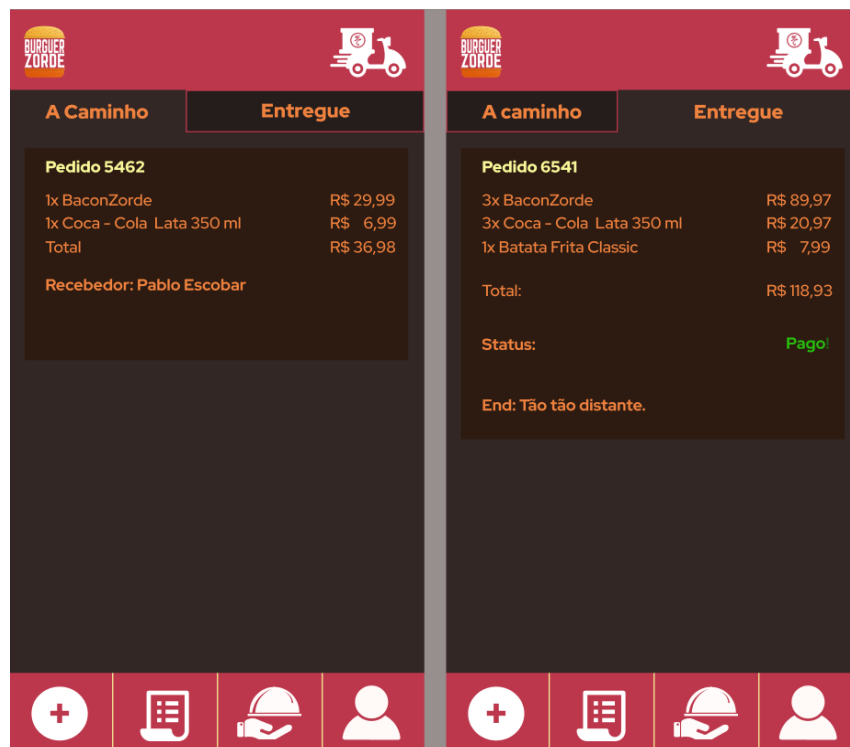 BURGUER
ZORDE
A Caminho Entregue
Pedido 5462
1x BaconZorde R$ 29,99
1x Coca - Cola Lata 350 ml R$ 6,99
Total R$ 36,98
Recebedor: Pablo Escobar
BURGUER
ZORDE
A caminho Entregue
Pedido 6541
3x BaconZorde R$ 89,97
3x Coca - Cola Lata 350 ml R$ 20,97
1x Batata Frita Classic R$ 7,99
Total: R$ 118,93
Status: Pago!
End: Tão tão distante.